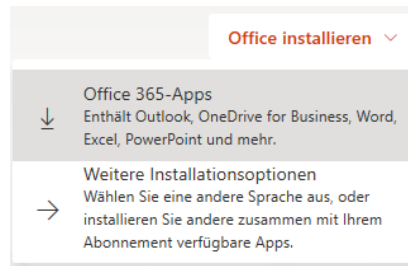 Office installieren
Office 365-Apps
Enthält Outlook, OneDrive for Business, Word,
Excel, PowerPoint und mehr.
Weitere Installationsoptionen
Wählen Sie eine andere Sprache aus, oder
installieren Sie andere zusammen mit Ihrem
Abonnement verfügbare Apps.